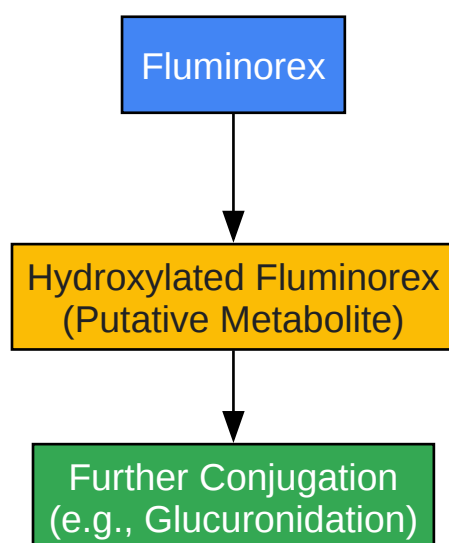 Fluminorex
Hydroxylated Fluminorex
(Putative Metabolite)
Further Conjugation
(e.g., Glucuronidation)